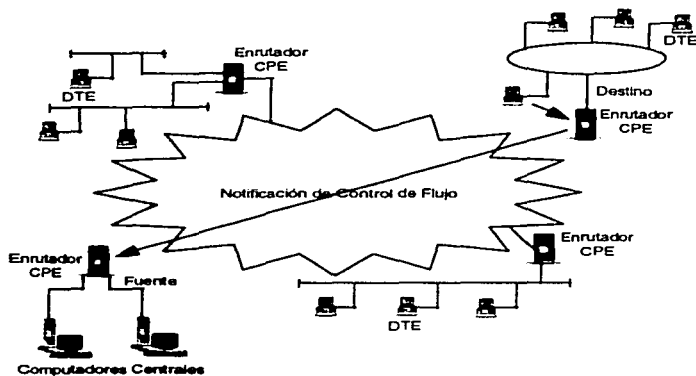 Enrutador
CPE
DTE
DTE
Destino
Enrutador
CPE
Notificación de Control de Flujo
Enrutador
CPE
Fuente
Enrutador
CPE
DTE
Computadores Centrales